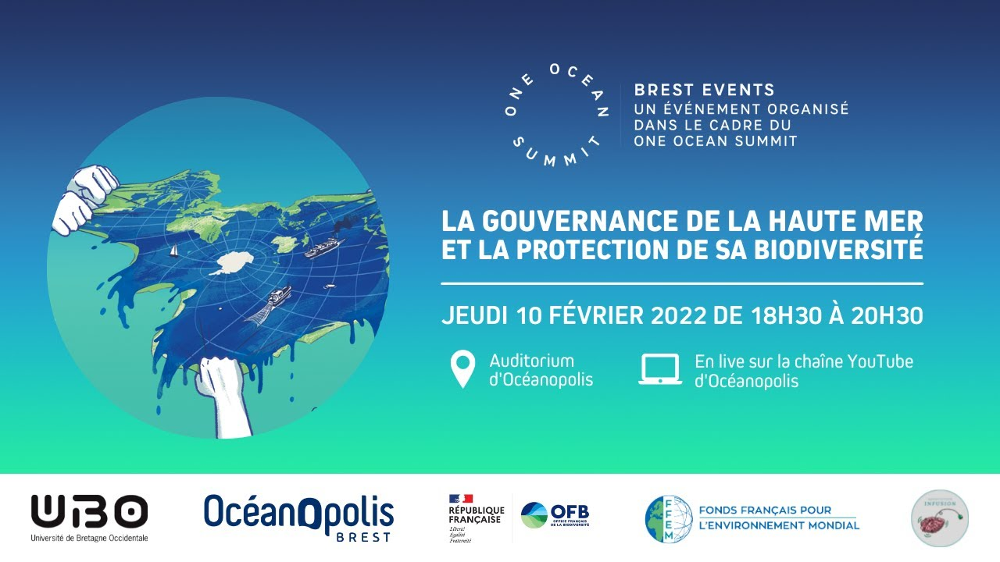 ONE OCEAN SUMMIT
BREST EVENTS
UN ÉVÉNEMENT ORGANISÉ
DANS LE CADRE DU
ONE OCEAN SUMMIT
LA GOUVERNANCE DE LA HAUTE MER
ET LA PROTECTION DE SA BIODIVERSITÉ
JEUDI 10 FÉVRIER 2022 DE 18H30 À 20H30
Auditorium
d'Océanopolis
En live sur la chaîne YouTube
d'Océanopolis
UBO
Université de Bretagne Occidentale
OcéanOpolis
BREST
RÉPUBLIQUE
FRANÇAISE
Liberté
Egalité
Fraternité
OFB
OFFICE FRANÇAIS
DE LA BIODIVERSITÉ
FFEM
FONDS FRANÇAIS POUR
L'ENVIRONNEMENT MONDIAL
INFUSION